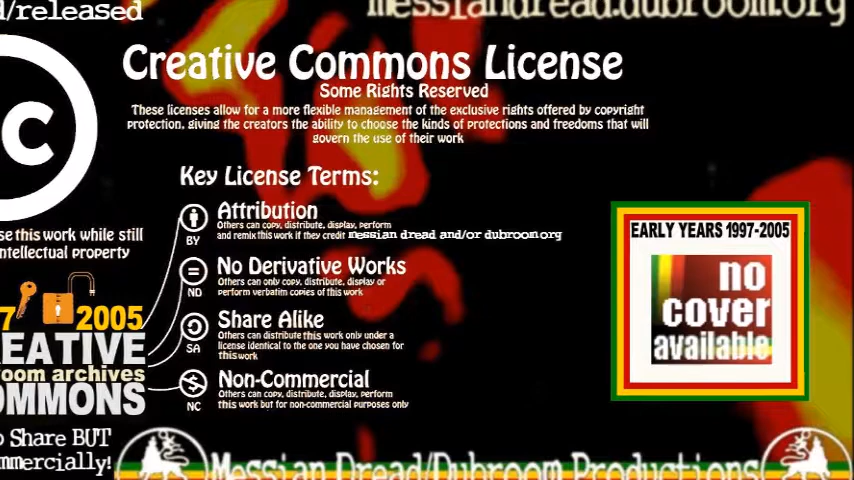 d/released
messiandread.dubroom.org
Creative Commons License
Some Rights Reserved
These licenses allow for a more flexible management of the exclusive rights offered by copyright
protection, giving the creators the ability to choose the kinds of protections and freedoms that will
govern the use of their work
c
Key License Terms:
Attribution
Others can copy, distribute, display, perform
and remix this work if they credit messian dread and/or dubroom.org
BY
No Derivative Works
Others can only copy, distribute, display or
perform verbatim copies of this work
ND
Share Alike
Others can distribute this work only under a
license identical to the one you have chosen for
this work
SA
Non-Commercial
Others can copy, distribute, display, perform
this work but for non-commercial purposes only
NC
se this work while still
ntellectual property
7 2005
EATIVE
room archives
OMMONS
o Share BUT
mmercially!
EARLY YEARS 1997-2005
no
cover
available
Messian Dread/Dubroom Productions